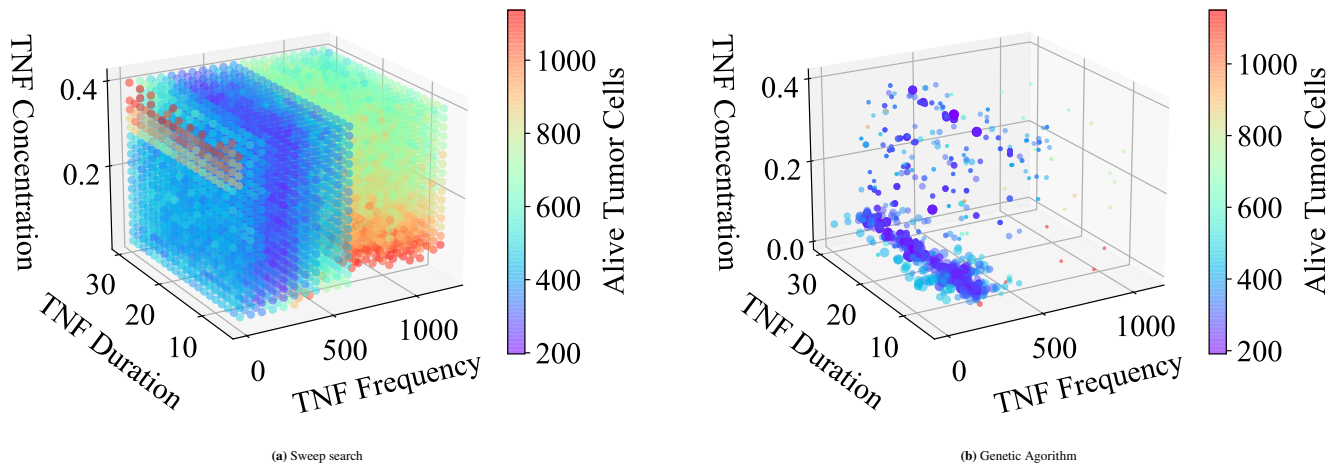 TNF Concentration
0.4
0.2
30
20
10
TNF Duration
0
500
1000
TNF Frequency
1000
800
600
400
200
Alive Tumor Cells
(a) Sweep search
TNF Concentration
0.4
0.2
0.0
30
20
10
TNF Duration
0
500
1000
TNF Frequency
1000
800
600
400
200
Alive Tumor Cells
(b) Genetic Agorithm